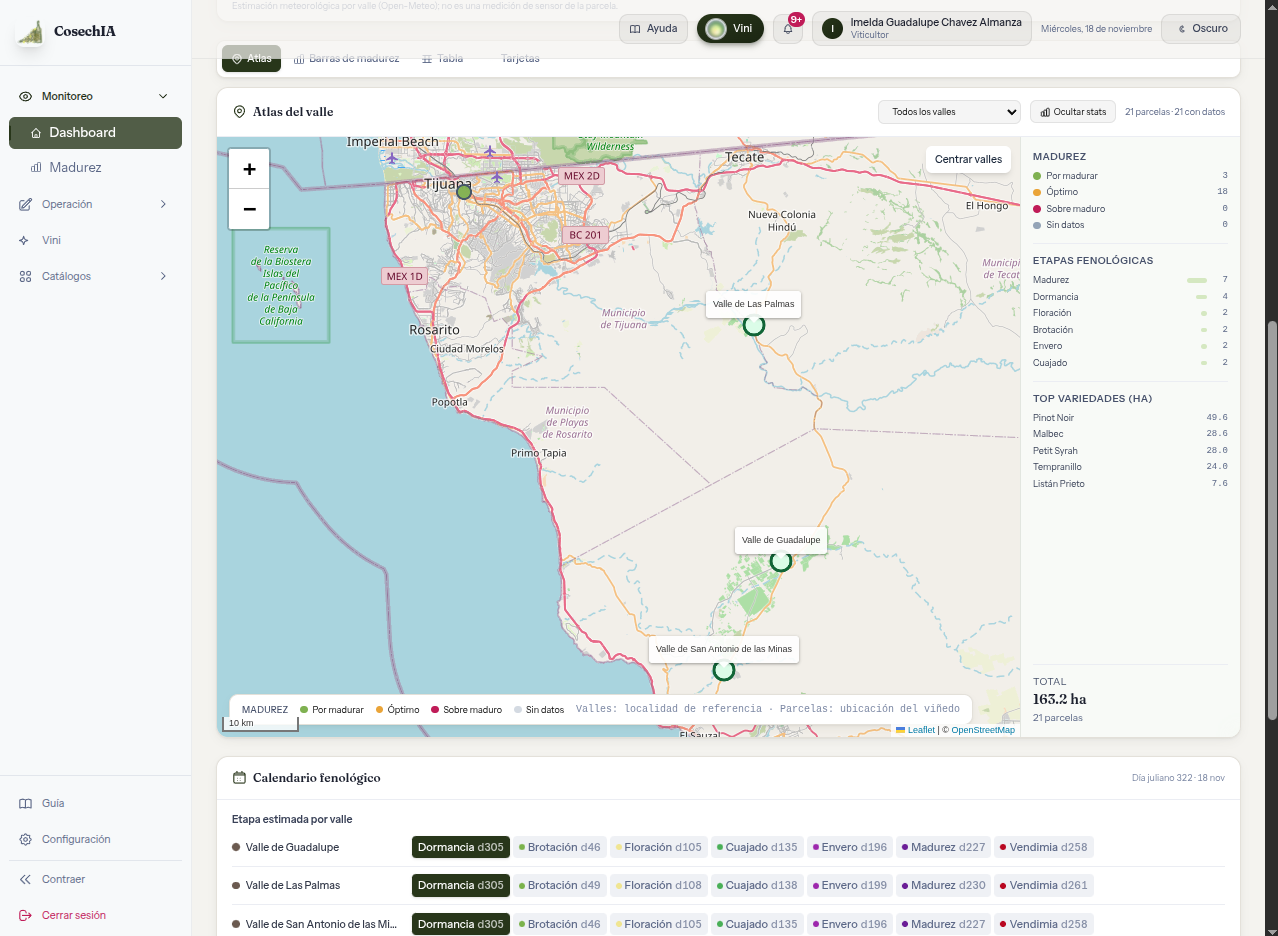 CosechIA
Monitoreo
Dashboard
Madurez
Operación
Vini
Catálogos
Guía
Configuración
Contraer
Cerrar sesión
Estimación meteorológica por valle (Open-Meteo); no es una medición de sensor de la parcela.
Ayuda
Vini
9+
I
Imelda Guadalupe Chavez Almanza
Viticultor
Miércoles, 18 de noviembre
Oscuro
Atlas
Barras de madurez
Tabla
Tarjetas
Atlas del valle
Todos los valles
Ocultar stats
21 parcelas · 21 con datos
+
−
Centrar valles
Imperial Beach
Wilderness
Tecate
Tijuana
MEX 2D
El Hongo
Nueva Colonia
Hindú
BC 201
Reserva
de la Biosfera
Islas del
Pacífico
de la Península
de Baja
California
MEX 1D
Municipi
de Tecat
Valle de Las Palmas
Municipio
de Tijuana
Rosarito
Ciudad Morelos
Popotla
Municipio
de Playas
de Rosarito
Primo Tapia
Valle de Guadalupe
Valle de San Antonio de las Minas
MADUREZ
Por madurar
Óptimo
Sobre maduro
Sin datos
Valles: localidad de referencia · Parcelas: ubicación del viñedo
10 km
El Sauzal
Leaflet | © OpenStreetMap
MADUREZ
Por madurar 3
Óptimo 18
Sobre maduro 0
Sin datos 0
ETAPAS FENOLÓGICAS
Madurez 7
Dormancia 4
Floración 2
Brotación 2
Envero 2
Cuajado 2
TOP VARIEDADES (HA)
Pinot Noir 49.6
Malbec 28.6
Petit Syrah 28.0
Tempranillo 24.0
Listán Prieto 7.6
TOTAL
163.2 ha
21 parcelas
Calendario fenológico
Día juliano 322 · 18 nov
Etapa estimada por valle
Valle de Guadalupe Dormancia d305 Brotación d46 Floración d105 Cuajado d135 Envero d196 Madurez d227 Vendimia d258
Valle de Las Palmas Dormancia d305 Brotación d49 Floración d108 Cuajado d138 Envero d199 Madurez d230 Vendimia d261
Valle de San Antonio de las Mi... Dormancia d305 Brotación d46 Floración d105 Cuajado d135 Envero d196 Madurez d227 Vendimia d258